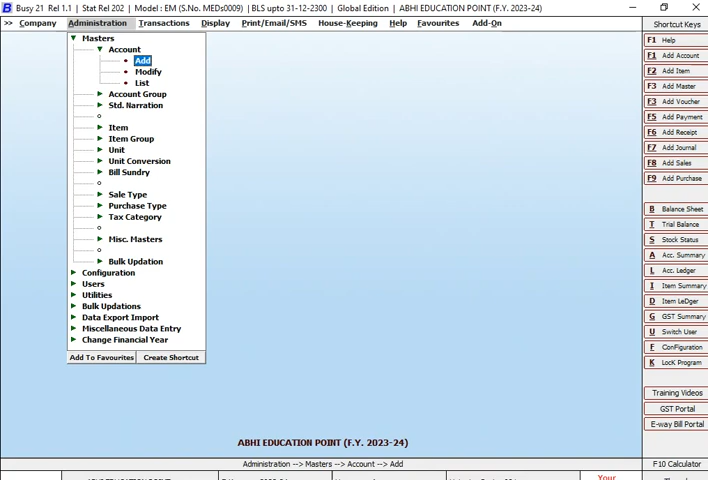 Busy 21 Rel 1.1 | Stat Rel 202 | Model : EM (S.No. MEDs0009) | BLS upto 31-12-2300 | Global Edition | ABHI EDUCATION POINT (F.Y. 2023-24)
>> Company Administration Transactions Display Print/Email/SMS House-Keeping Help Favourites Add-On
Masters
Account
Add
Modify
List
Account Group
Std. Narration
Item
Item Group
Unit
Unit Conversion
Bill Sundry
Sale Type
Purchase Type
Tax Category
Misc. Masters
Bulk Updation
Configuration
Users
Utilities
Bulk Updations
Data Export Import
Miscellaneous Data Entry
Change Financial Year
Add To Favourites Create Shortcut
Shortcut Keys
F1 Help
F1 Add Account
F2 Add Item
F3 Add Master
F3 Add Voucher
F5 Add Payment
F6 Add Receipt
F7 Add Journal
F8 Add Sales
F9 Add Purchase
B Balance Sheet
T Trial Balance
S Stock Status
A Acc. Summary
L Acc. Ledger
I Item Summary
D Item LeDger
G GST Summary
U Switch User
F ConFiguration
K LocK Program
Training Videos
GST Portal
E-way Bill Portal
ABHI EDUCATION POINT (F.Y. 2023-24)
Administration --> Masters --> Account --> Add
F10 Calculator
Your